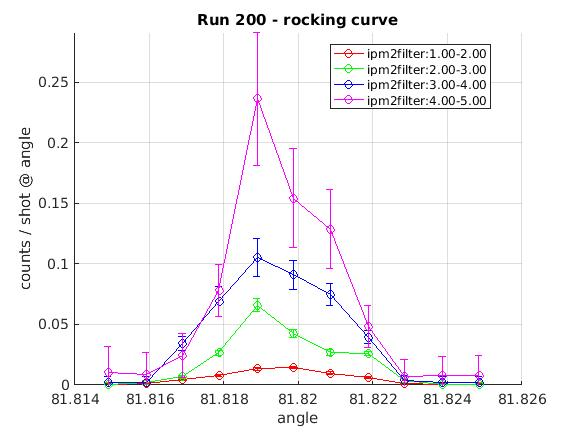 Run 200 - rocking curve
ipm2filter:1.00-2.00
ipm2filter:2.00-3.00
ipm2filter:3.00-4.00
ipm2filter:4.00-5.00
counts / shot @ angle
0.25
0.2
0.15
0.1
0.05
0
81.814
81.816
81.818
81.82
81.822
81.824
81.826
angle